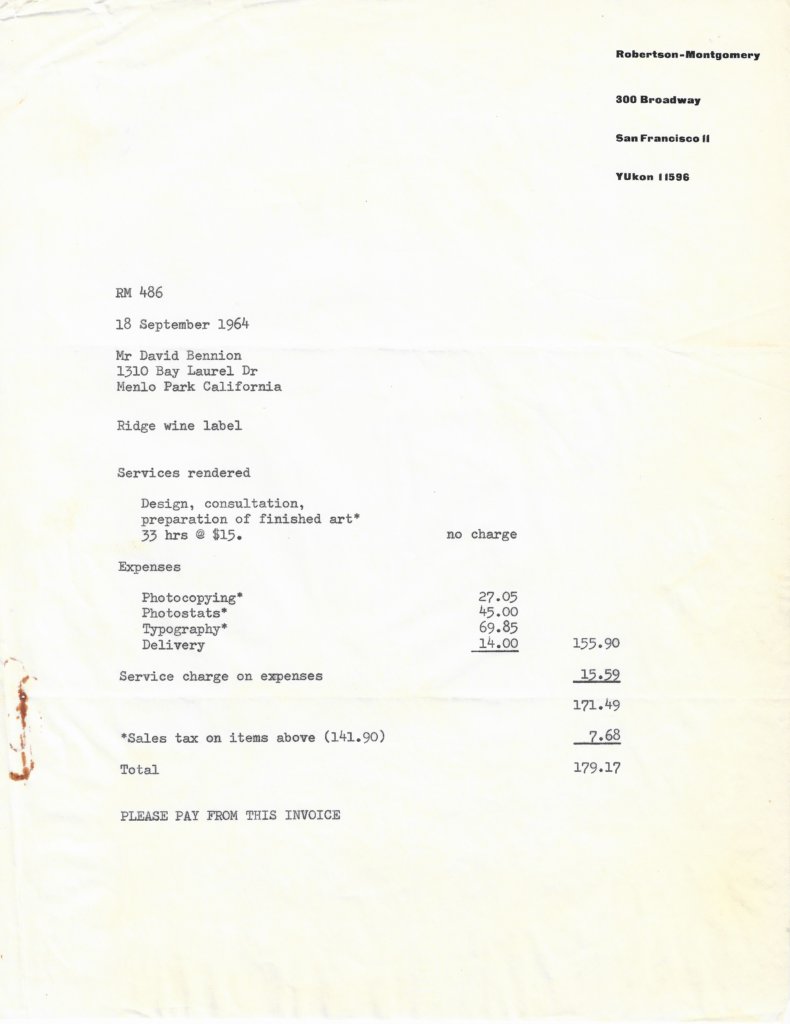 Robertson-Montgomery
300 Broadway
San Francisco 11
YUkon 11596
RM 486
18 September 1964
Mr David Bennion
1310 Bay Laurel Dr
Menlo Park California
Ridge wine label
Services rendered
Design, consultation,
preparation of finished art*
33 hrs @ $15. no charge
Expenses
Photocopying* 27.05
Photostats* 45.00
Typography* 69.85
Delivery 14.00 155.90
Service charge on expenses 15.59
171.49
*Sales tax on items above (141.90) 7.68
Total 179.17
PLEASE PAY FROM THIS INVOICE